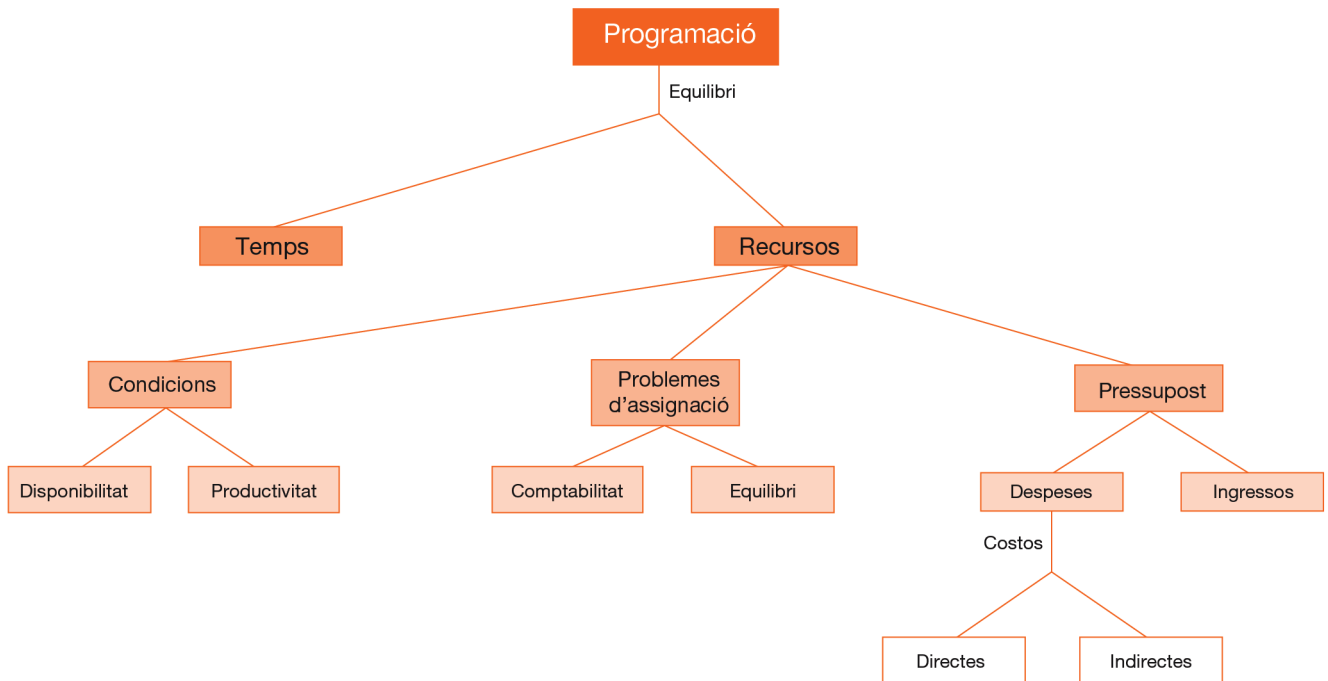 Programació
Equilibri
Temps
Recursos
Condicions
Problemes
d'assignació
Pressupost
Disponibilitat
Productivitat
Comptabilitat
Equilibri
Despeses
Ingressos
Costos
Directes
Indirectes